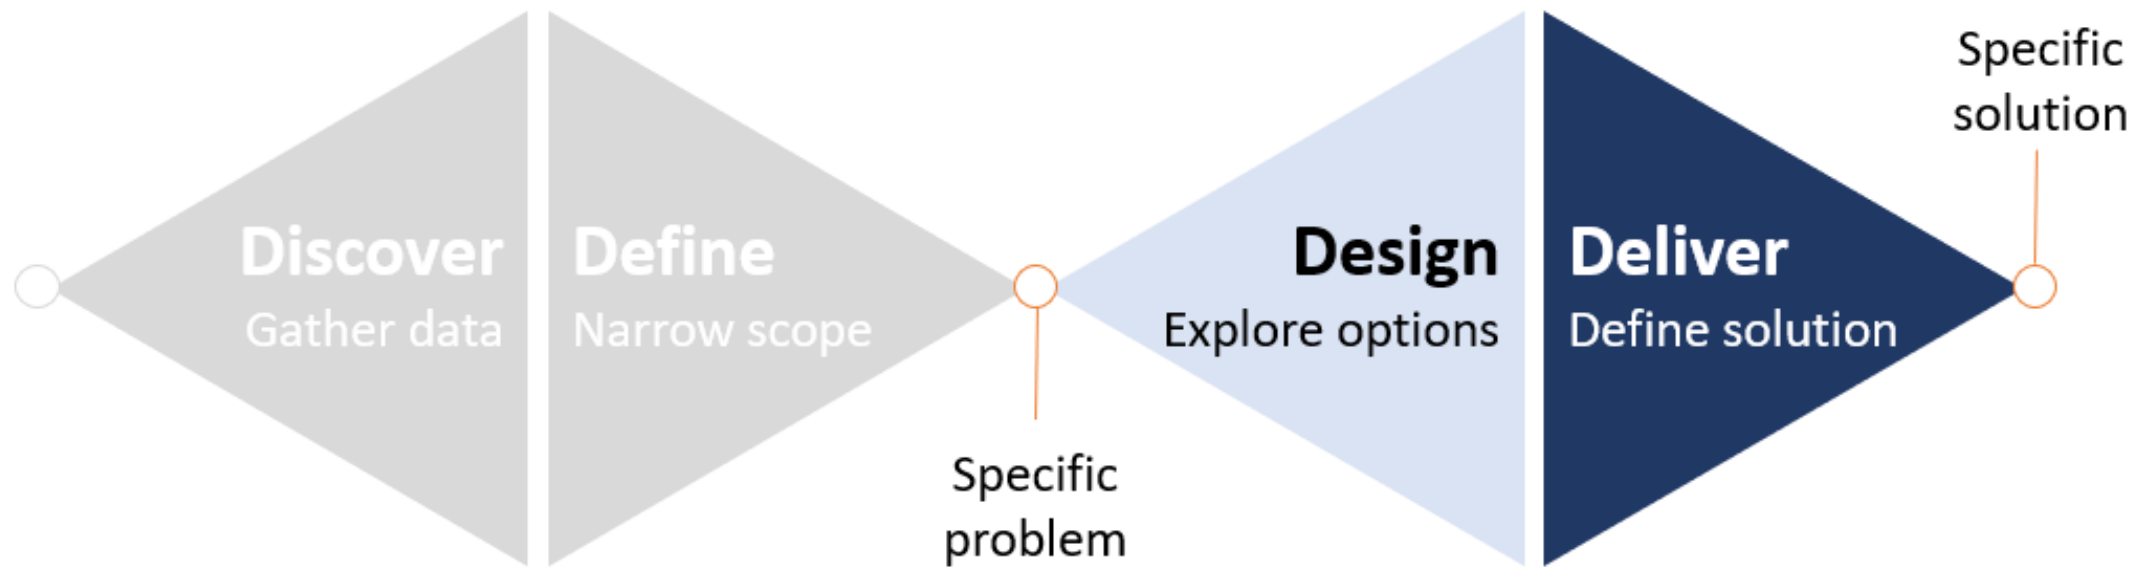 Discover
Gather data
Define
Narrow scope
Specific
problem
Design
Explore options
Deliver
Define solution
Specific
solution